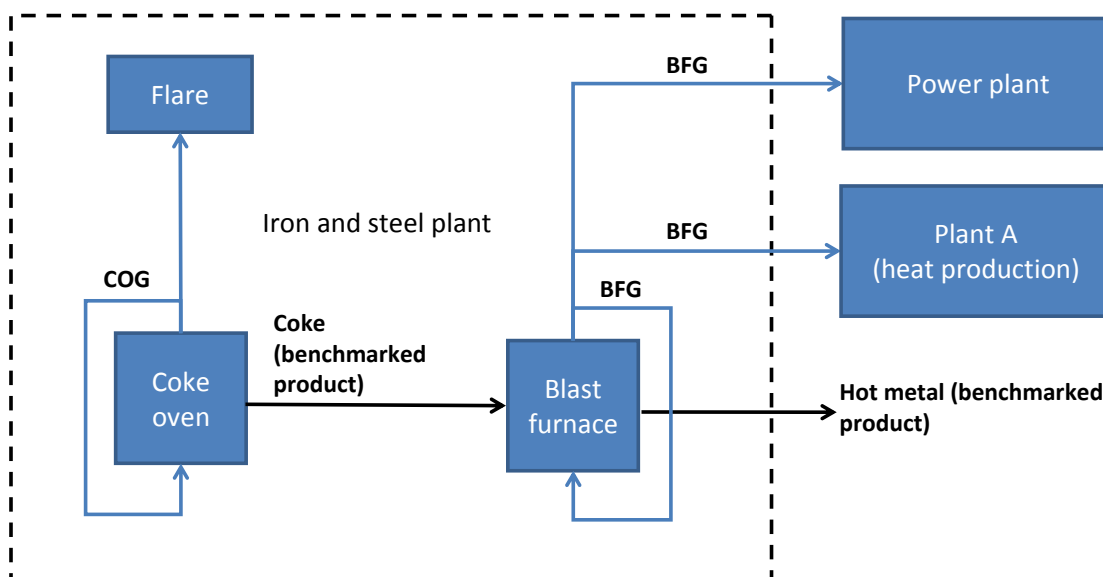 BFG
Power plant
Flare
Iron and steel plant
BFG
Plant A
(heat production)
COG
BFG
Coke
(benchmarked
product)
Coke
oven
Blast
furnace
Hot metal (benchmarked
product)